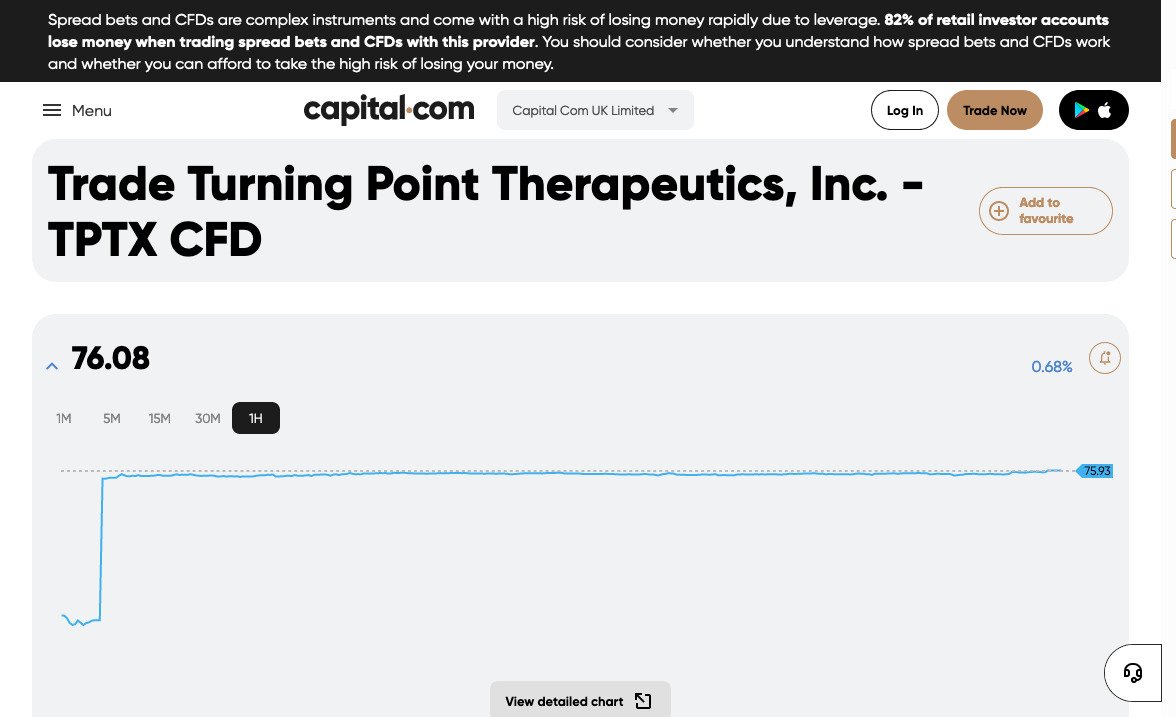 Spread bets and CFDs are complex instruments and come with a high risk of losing money rapidly due to leverage. 82% of retail investor accounts
lose money when trading spread bets and CFDs with this provider. You should consider whether you understand how spread bets and CFDs work
and whether you can afford to take the high risk of losing your money.
Menu
capital.com
Capital Com UK Limited
Log In
Trade Now
Trade Turning Point Therapeutics, Inc. -
TPTX CFD
Add to
favourite
76.08
0.68%
1M
5M
15M
30M
1H
75.93
View detailed chart